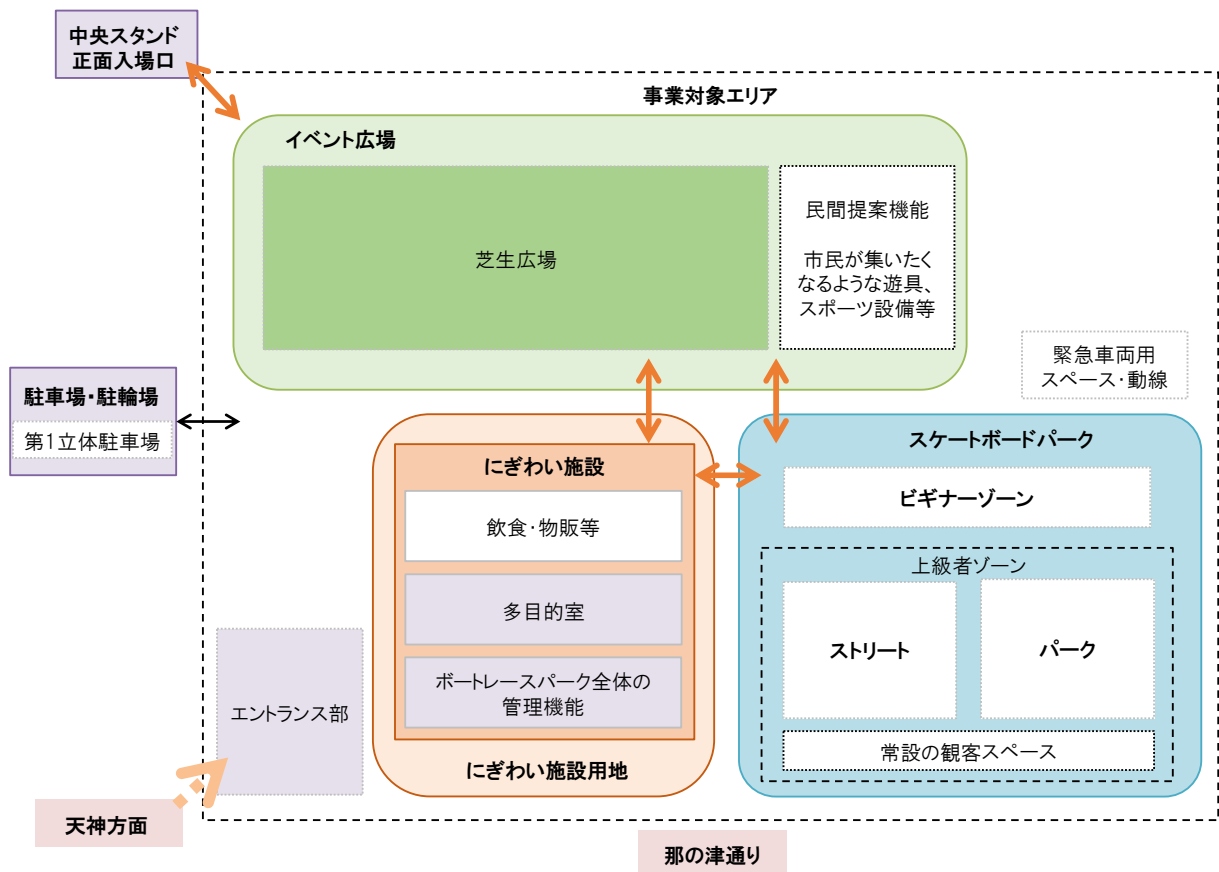 中央スタンド
正面入場口
事業対象エリア
イベント広場
芝生広場
民間提案機能
市民が集いたく
なるような遊具、
スポーツ設備等
緊急車両用
スペース・動線
駐車場・駐輪場
第1立体駐車場
にぎわい施設
飲食・物販等
多目的室
ボートレースパーク全体の
管理機能
にぎわい施設用地
スケートボードパーク
ビギナーゾーン
上級者ゾーン
ストリート
パーク
常設の観客スペース
エントランス部
天神方面
那の津通り